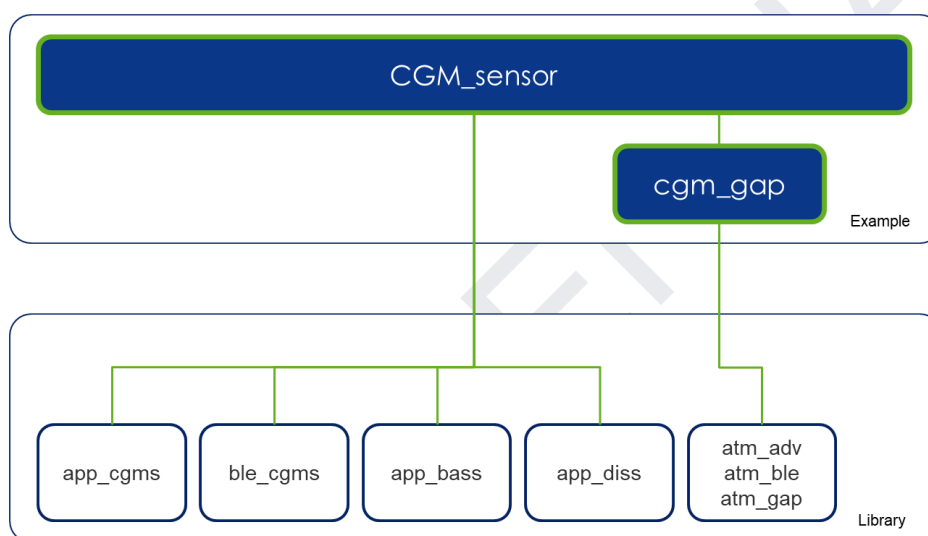 CGM_sensor
cgm_gap
Example
app_cgms
ble_cgms
app_bass
app_diss
atm_adv
atm_ble
atm_gap
Library